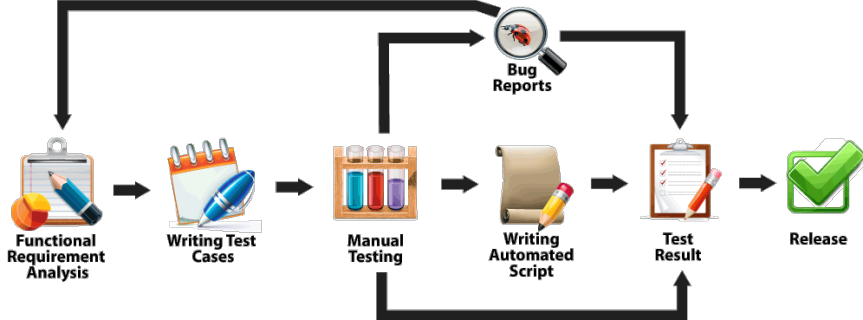 Bug
Reports
Functional
Requirement
Analysis
Writing Test
Cases
Manual
Testing
Writing
Automated
Script
Test
Result
Release